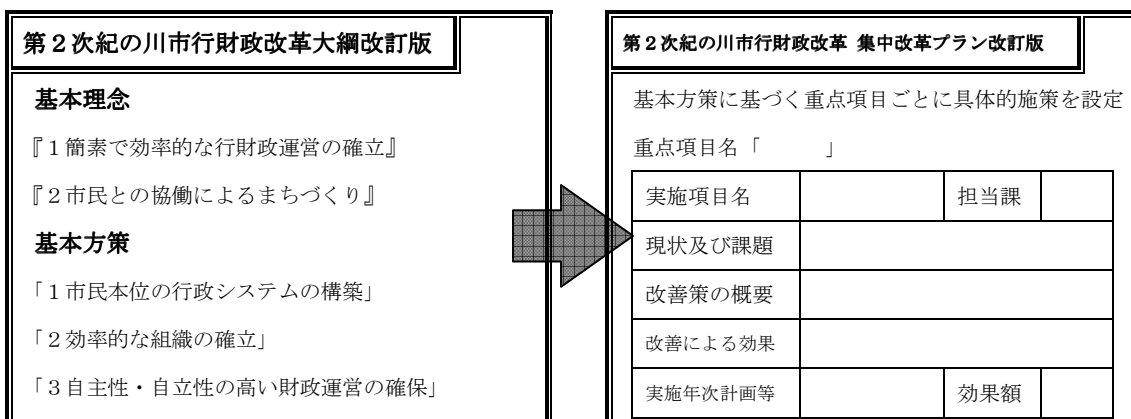 第２次紀の川市行財政改革大綱改訂版
基本理念
『１簡素で効率的な行財政運営の確立』
『２市民との協働によるまちづくり』
基本方策
「１市民本位の行政システムの構築」
「２効率的な組織の確立」
「３自主性・自立性の高い財政運営の確保」
第２次紀の川市行財政改革 集中改革プラン改訂版
基本方策に基づく重点項目ごとに具体的施策を設定
重点項目名「　　　」
実施項目名 担当課
現状及び課題
改善策の概要
改善による効果
実施年次計画等 効果額